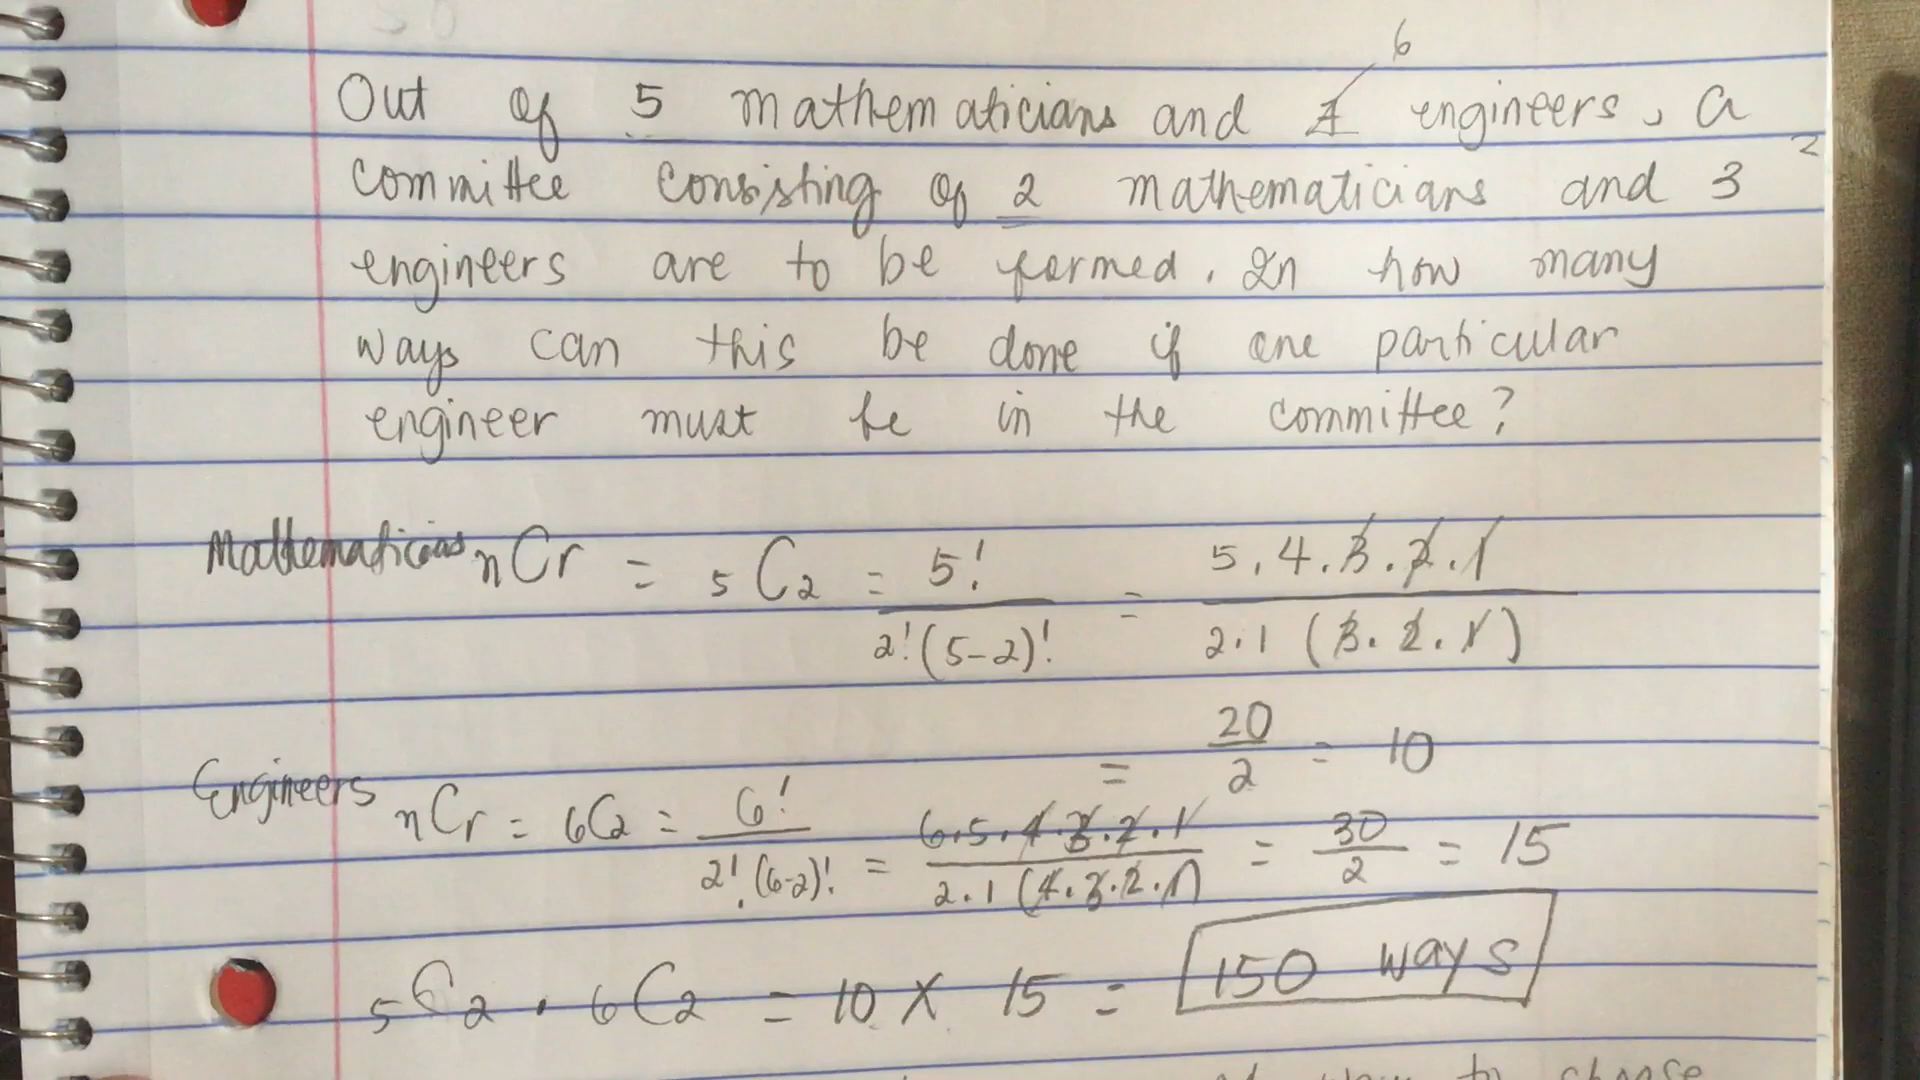 6
Out of 5 mathematicians and 7 engineers, a
committee consisting of 2 mathematicians and 3 2
engineers are to be formed. In how many
ways can this be done if one particular
engineer must be in the committee?
Mathematicians nCr = 5C2 = 5!/2!(5-2)! = 5.4.3.2.1/2.1(3.2.1)
= 20/2 = 10
Engineers nCr = 6C2 = 6!/2!(6-2)! = 6.5.4.3.2.1/2.1(4.3.2.1) = 30/2 = 15
5C2 . 6C2 = 10 X 15 = 150 ways
to choose